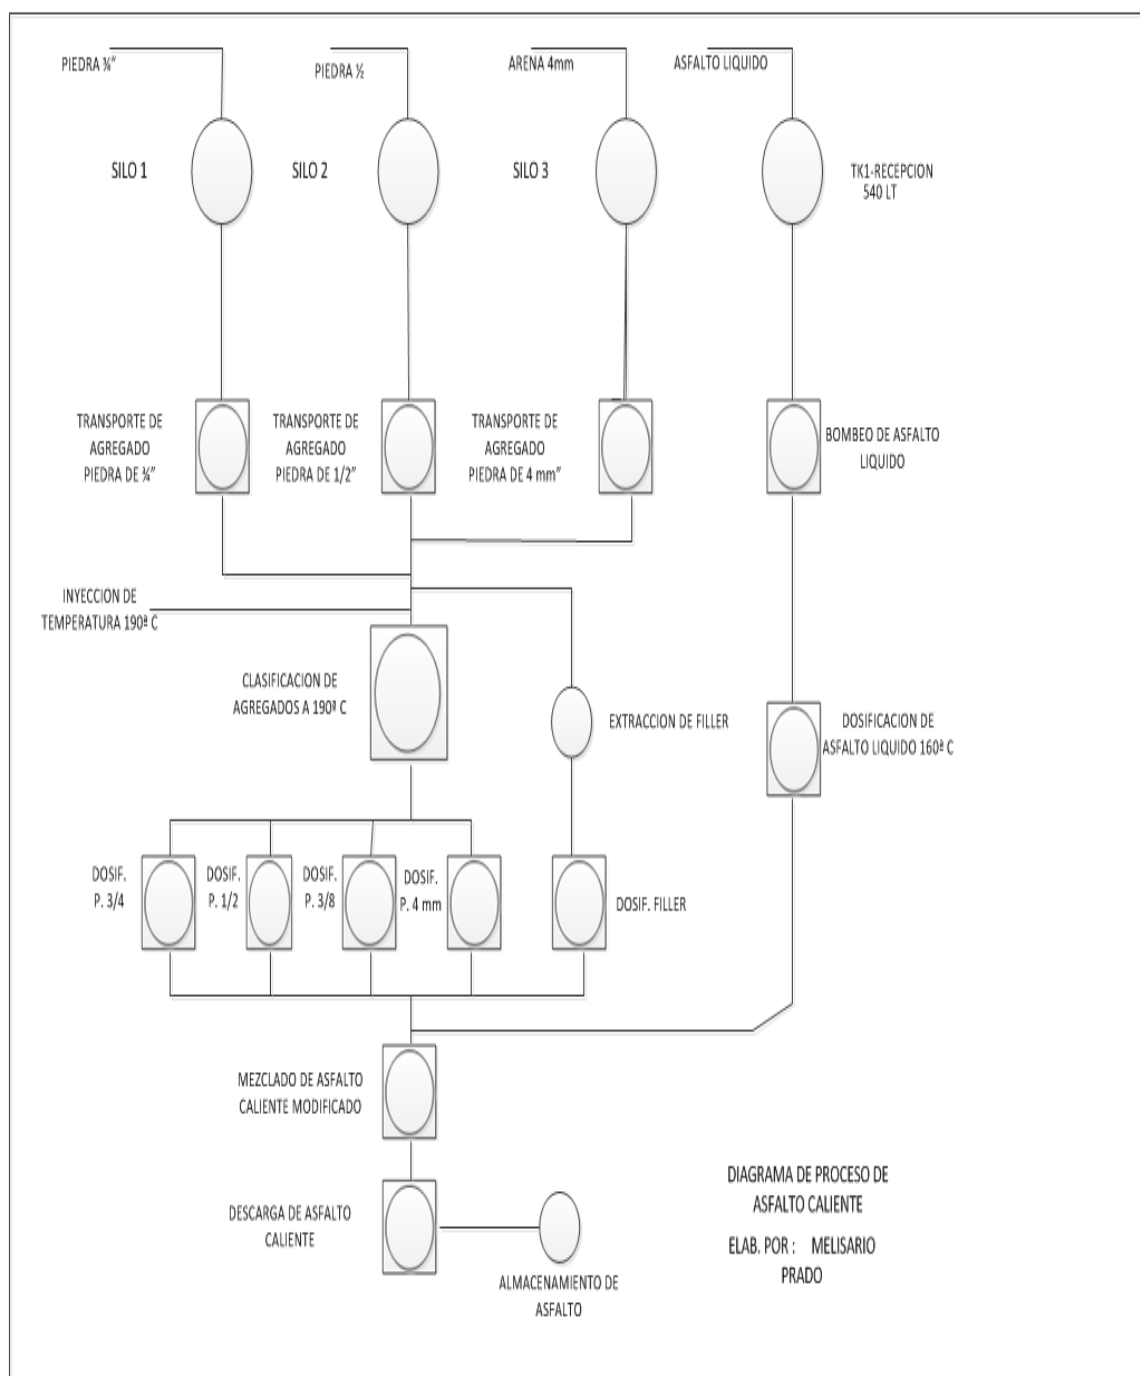 PIEDRA ¾"
PIEDRA ½
ARENA 4mm
ASFALTO LIQUIDO
SILO 1
SILO 2
SILO 3
TK1-RECEPCION
540 LT
TRANSPORTE DE
AGREGADO
PIEDRA DE ¾"
TRANSPORTE DE
AGREGADO
PIEDRA DE 1/2"
TRANSPORTE DE
AGREGADO
PIEDRA DE 4 mm"
BOMBEO DE ASFALTO
LIQUIDO
INYECCION DE
TEMPERATURA 190ª C
CLASIFICACION DE
AGREGADOS A 190ª C
EXTRACCION DE FILLER
DOSIFICACION DE
ASFALTO LIQUIDO 160ª C
DOSIF.
P. 3/4
DOSIF.
P. 1/2
DOSIF.
P. 3/8
DOSIF.
P. 4 mm
DOSIF. FILLER
MEZCLADO DE ASFALTO
CALIENTE MODIFICADO
DESCARGA DE ASFALTO
CALIENTE
ALMACENAMIENTO DE
ASFALTO
DIAGRAMA DE PROCESO DE
ASFALTO CALIENTE
ELAB. POR : MELISARIO
PRADO